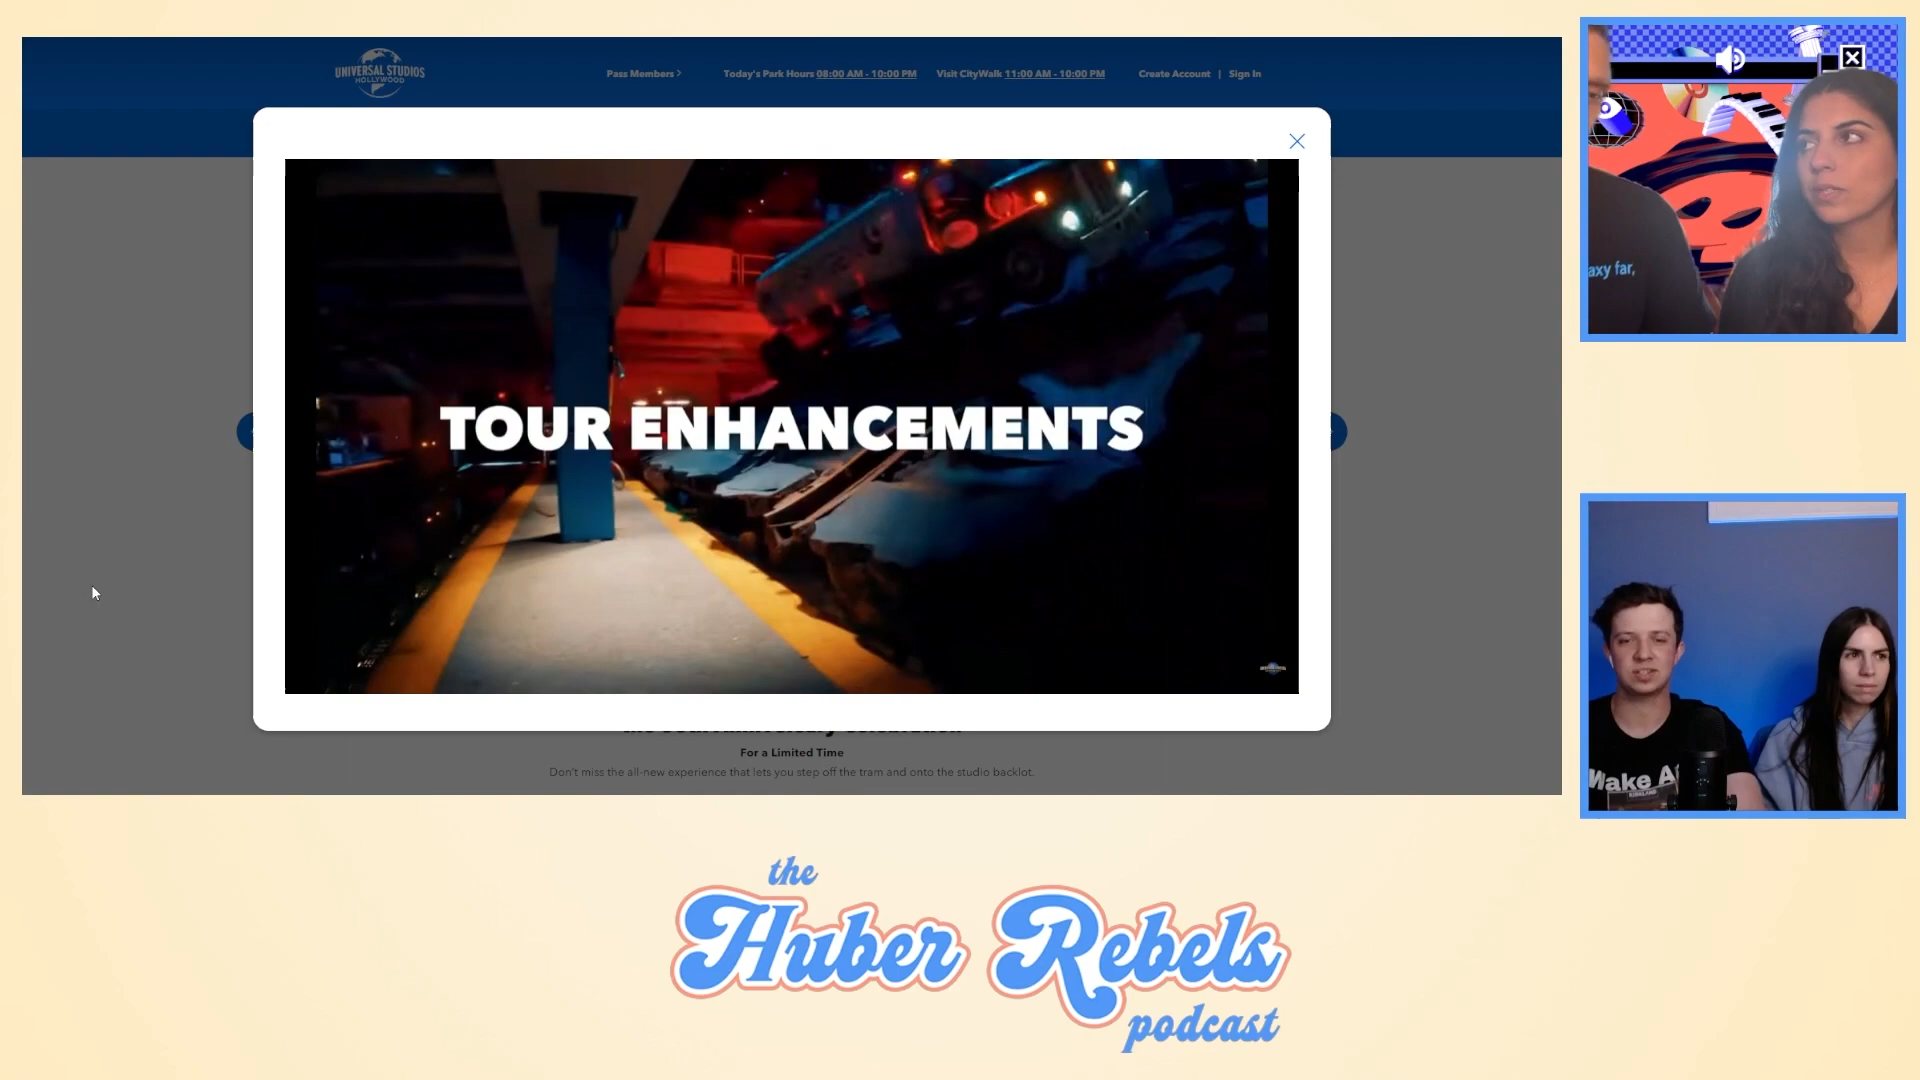 UNIVERSAL STUDIOS
HOLLYWOOD
Pass Members
Today's Park Hours 08:00 AM - 10:00 PM
Visit CityWalk 11:00 AM - 10:00 PM
Create Account | Sign In
TOUR ENHANCEMENTS
For a Limited Time
Don't miss the all-new experience that lets you step off the tram and onto the studio backlot.
axy far,
Wake A
the
Huber Rebels
podcast